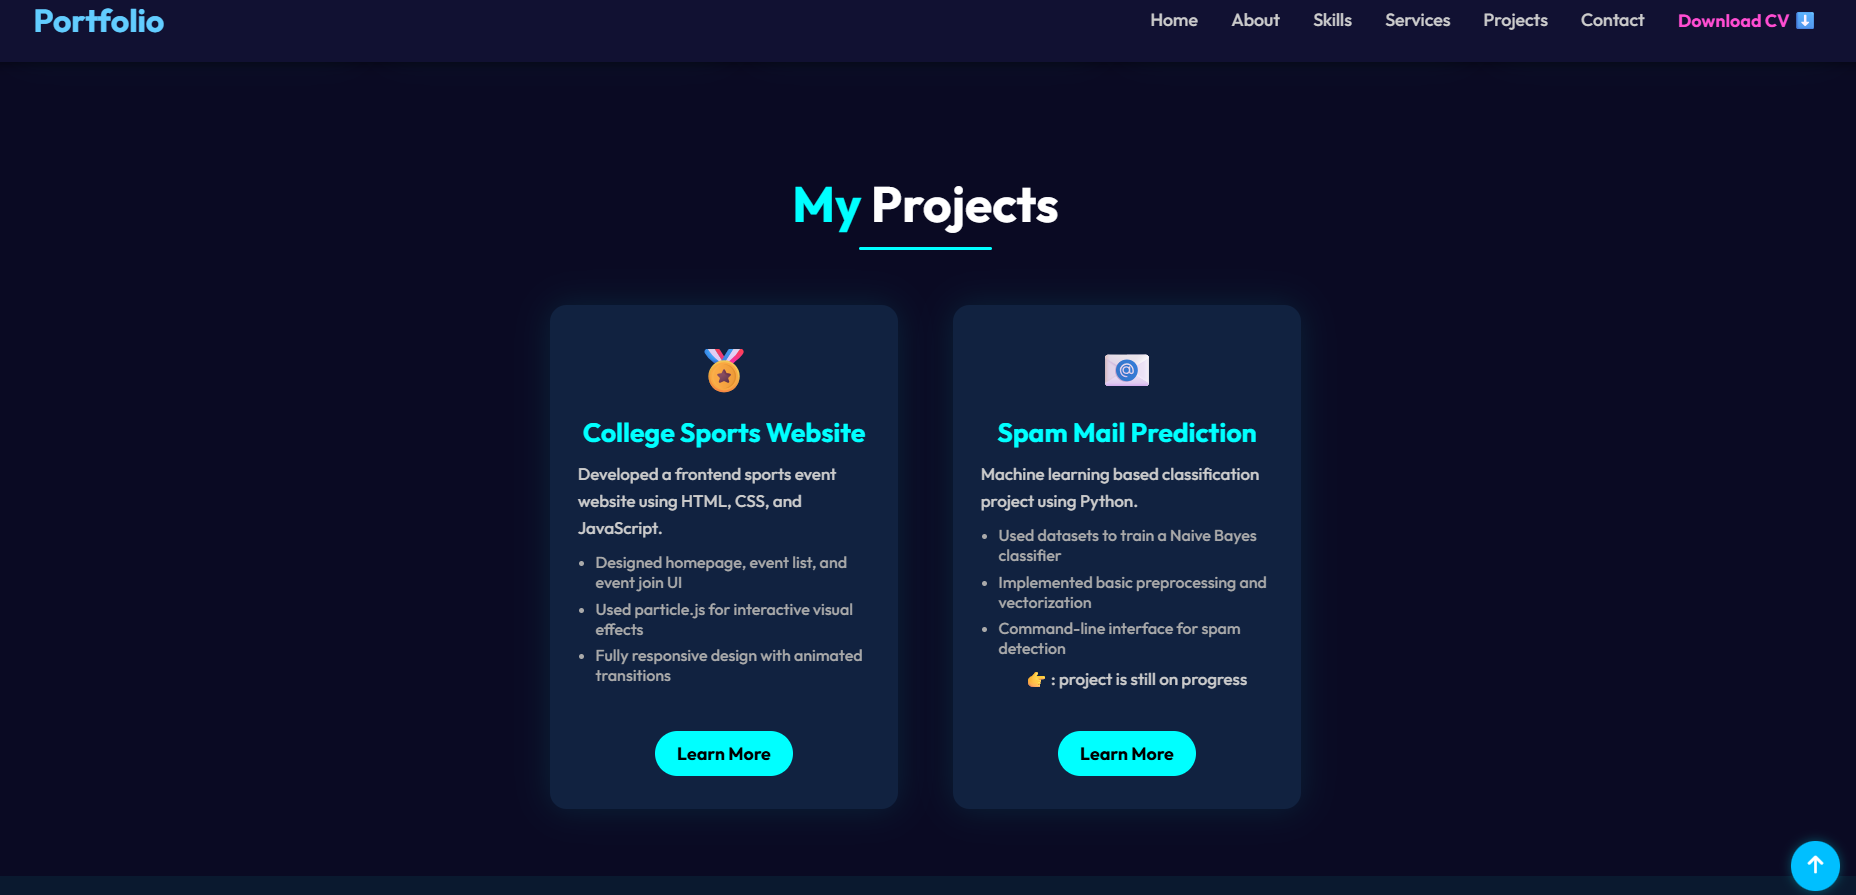 Portfolio
Home About Skills Services Projects Contact Download CV
My Projects
College Sports Website
Developed a frontend sports event
website using HTML, CSS, and
JavaScript.
• Designed homepage, event list, and
event join UI
• Used particle.js for interactive visual
effects
• Fully responsive design with animated
transitions
Learn More
@
Spam Mail Prediction
Machine learning based classification
project using Python.
• Used datasets to train a Naive Bayes
classifier
• Implemented basic preprocessing and
vectorization
• Command-line interface for spam
detection
👉 : project is still on progress
Learn More